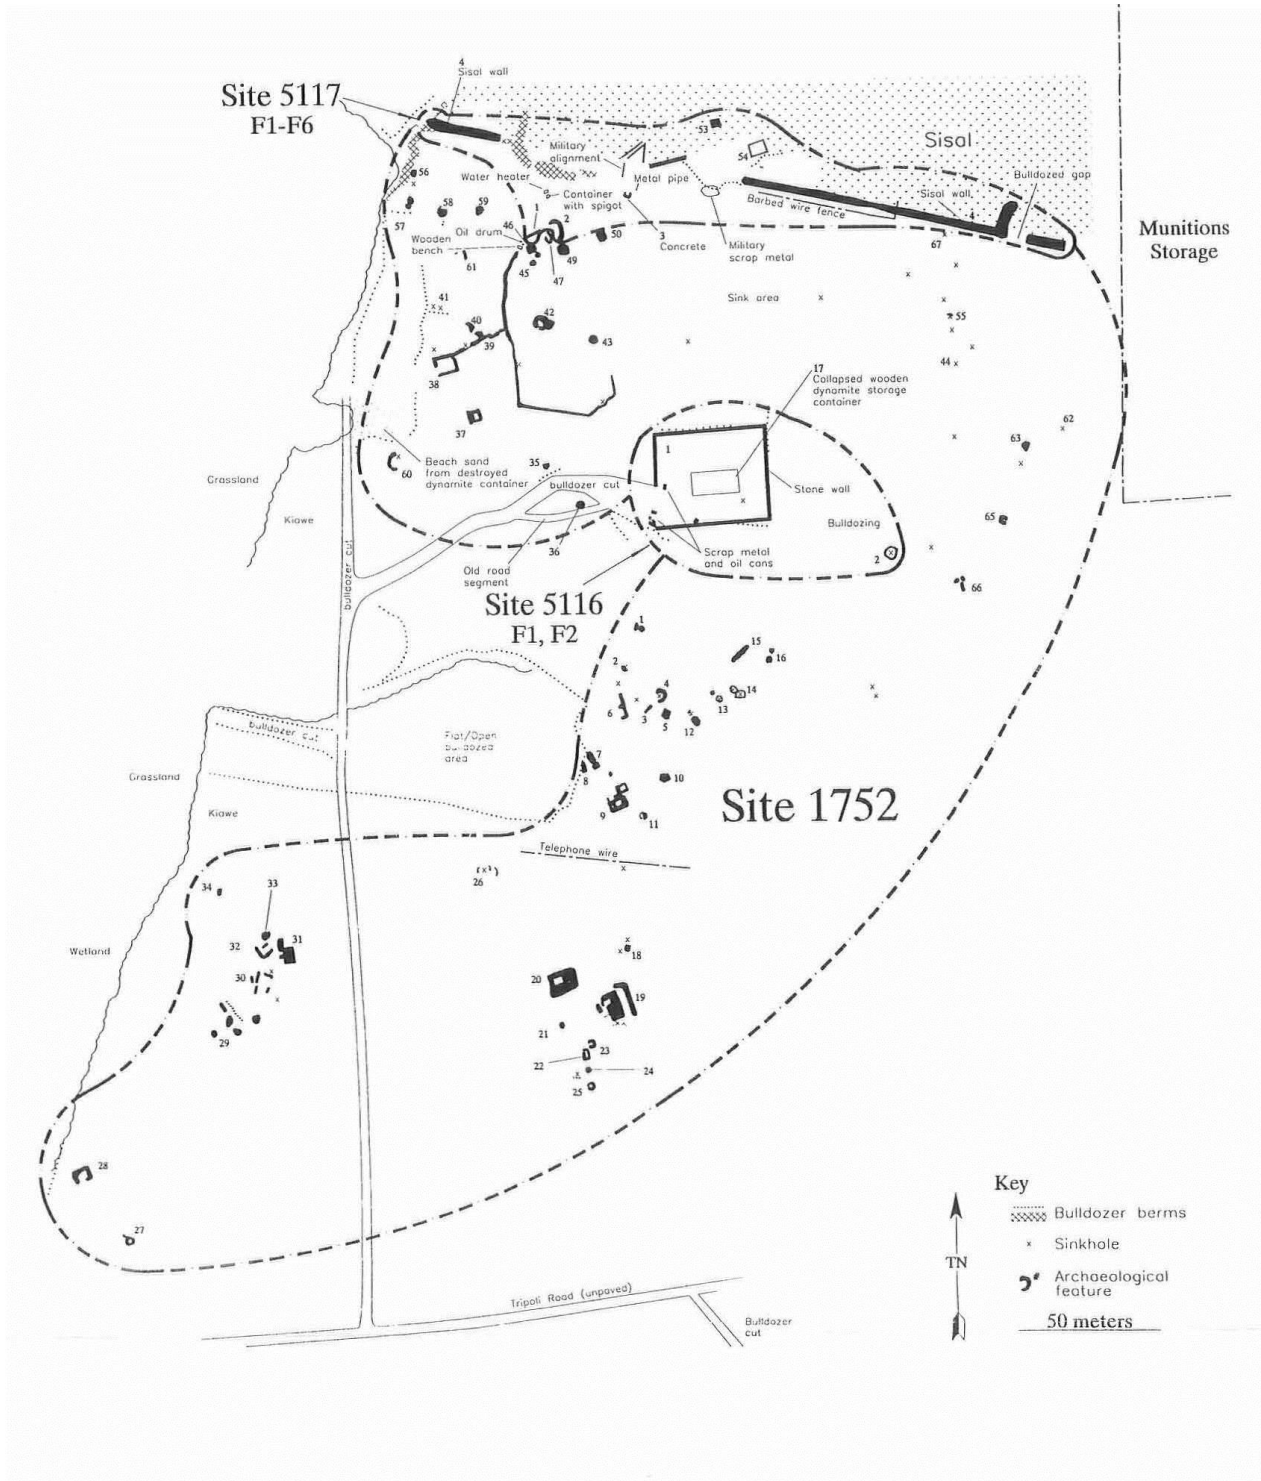 4
Sisal wall
Site 5117
F1-F6
53
Sisal
Military
alignment
54
56
Water heater
Metal pipe
Bulldozed gap
Container
with spigot
Sisal wall
Barbed wire fence
4
57
58
59
46
1
2
Oil drum
50
3
Concrete
67
Munitions
Storage
Wooden
bench
49
Military
scrap metal
61
45
47
41
Sink area
40
42
55
39
43
44
38
17
Collapsed wooden
dynamite storage
container
37
62
63
1
60
Beach sand
from destroyed
dynamite container
35
Grassland
bulldozer cut
Stone wall
Kiawe
Bulldozing
65
36
Scrap metal
and oil cans
2
bulldozer cut
Old road
segment
66
Site 5116
F1, F2
1
15
16
2
4
14
6
3
5
13
12
bulldozer cut
Flat/Open
area
7
8
10
Grassland
Site 1752
9
11
Kiawe
Telephone wire
26
34
33
32
31
Wetland
18
30
20
19
21
29
23
22
24
25
28
Key
Bulldozer berms
27
Sinkhole
TN
Archaeological
feature
Tripoli Road (unpaved)
50 meters
Bulldozer
cut